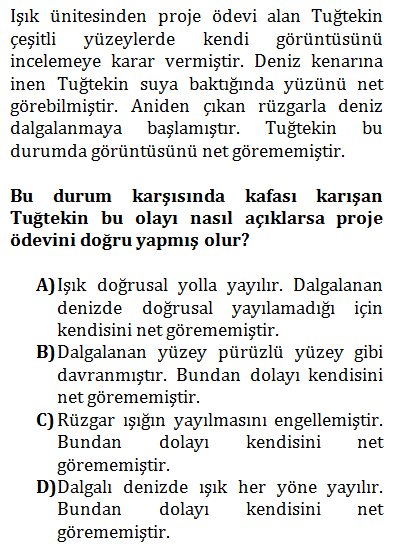 Işık ünitesinden proje ödevi alan Tuğtekin
çeşitli yüzeylerde kendi görüntüsünü
incelemeye karar vermiştir. Deniz kenarına
inen Tuğtekin suya baktığında yüzünü net
görebilmiştir. Aniden çıkan rüzgarla deniz
dalgalanmaya başlamıştır. Tuğtekin bu
durumda görüntüsünü net görememiştir.
Bu durum karşısında kafası karışan
Tuğtekin bu olayı nasıl açıklarsa proje
ödevini doğru yapmış olur?
A)Işık doğrusal yolla yayılır. Dalgalanan
denizde doğrusal yayılamadığı için
kendisini net görememiştir.
B)Dalgalanan yüzey pürüzlü yüzey gibi
davranmıştır. Bundan dolayı kendisini
net görememiştir.
C) Rüzgar ışığın yayılmasını engellemiştir.
Bundan dolayı kendisini net
görememiştir.
D)Dalgalı denizde ışık her yöne yayılır.
Bundan dolayı kendisini net
görememiştir.